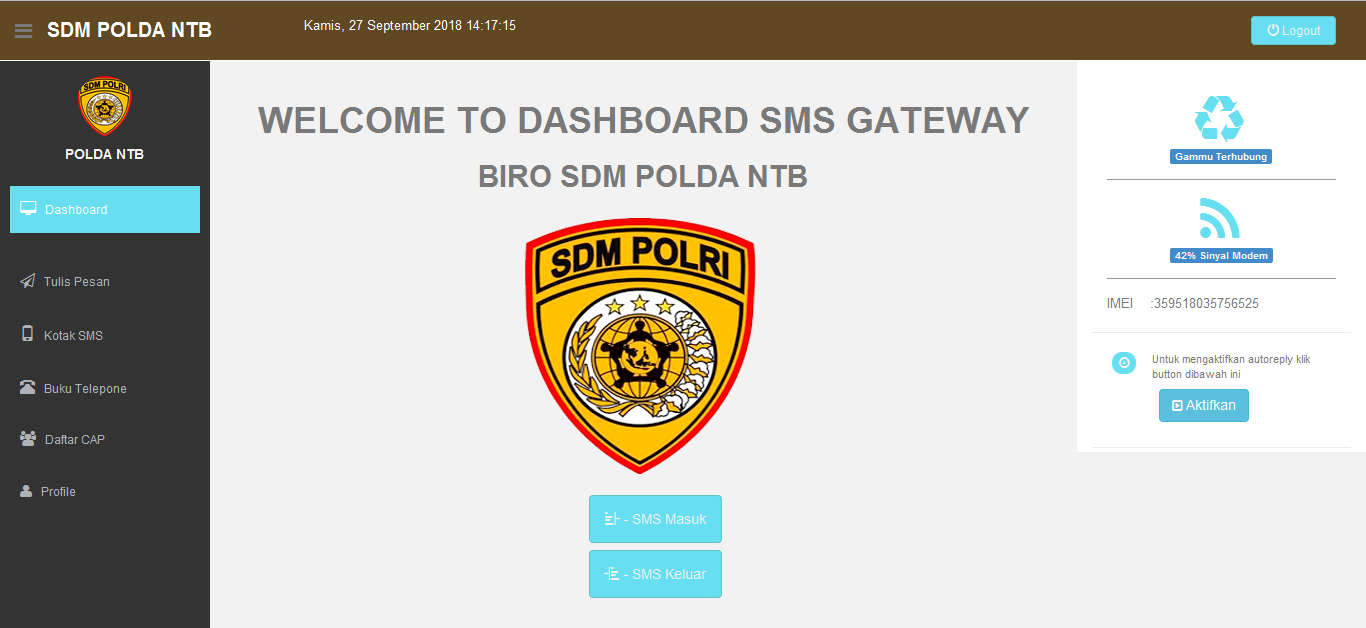 SDM POLDA NTB
Kamis, 27 September 2018 14:17:15
Logout
SDM POLRI
POLDA NTB
Dashboard
Tulis Pesan
Kotak SMS
Buku Telepone
Daftar CAP
Profile
WELCOME TO DASHBOARD SMS GATEWAY
BIRO SDM POLDA NTB
SDM POLRI
- SMS Masuk
- SMS Keluar
Gammu Terhubung
42% Sinyal Modem
IMEI :359518035756525
Untuk mengaktifkan autoreply klik
button dibawah ini
Aktifkan